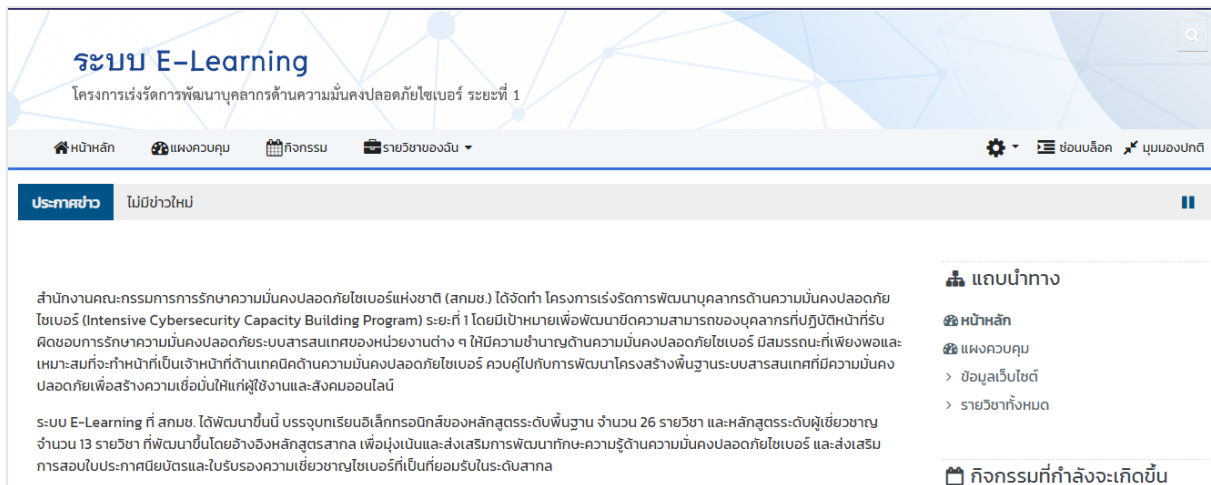 ระบบ E-Learning
โครงการเร่งรัดการพัฒนาบุคลากรด้านความมั่นคงปลอดภัยไซเบอร์ ระยะที่ 1
หน้าหลัก แผงควบคุม กิจกรรม รายวิชาของฉัน ซ่อนบล็อค มุมมองปกติ
ประกาศข่าว ไม่มีข่าวใหม่
สำนักงานคณะกรรมการการรักษาความมั่นคงปลอดภัยไซเบอร์แห่งชาติ (สกมช.) ได้จัดทำ โครงการเร่งรัดการพัฒนาบุคลากรด้านความมั่นคงปลอดภัย
ไซเบอร์ (Intensive Cybersecurity Capacity Building Program) ระยะที่ 1 โดยมีเป้าหมายเพื่อพัฒนาขีดความสามารถของบุคลากรที่ปฏิบัติหน้าที่รับ
ผิดชอบการรักษาความมั่นคงปลอดภัยระบบสารสนเทศของหน่วยงานต่าง ๆ ให้มีความชำนาญด้านความมั่นคงปลอดภัยไซเบอร์ มีสมรรถนะที่เพียงพอและ
เหมาะสมที่จะทำหน้าที่เป็นเจ้าหน้าที่ด้านเทคนิคด้านความมั่นคงปลอดภัยไซเบอร์ ควบคู่ไปกับการพัฒนาโครงสร้างพื้นฐานระบบสารสนเทศที่มีความมั่นคง
ปลอดภัยเพื่อสร้างความเชื่อมั่นให้แก่ผู้ใช้งานและสังคมออนไลน์
ระบบ E-Learning ที่ สกมช. ได้พัฒนาขึ้นนี้ บรรจุบทเรียนอิเล็กทรอนิกส์ของหลักสูตรระดับพื้นฐาน จำนวน 26 รายวิชา และหลักสูตรระดับผู้เชี่ยวชาญ
จำนวน 13 รายวิชา ที่พัฒนาขึ้นโดยอ้างอิงหลักสูตรสากล เพื่อมุ่งเน้นและส่งเสริมการพัฒนาทักษะความรู้ด้านความมั่นคงปลอดภัยไซเบอร์ และส่งเสริม
การสอบใบประกาศนียบัตรและใบรับรองความเชี่ยวชาญไซเบอร์ที่เป็นที่ยอมรับในระดับสากล
แถบนำทาง
หน้าหลัก
แผงควบคุม
ข้อมูลเว็บไซต์
รายวิชาทั้งหมด
กิจกรรมที่กำลังจะเกิดขึ้น